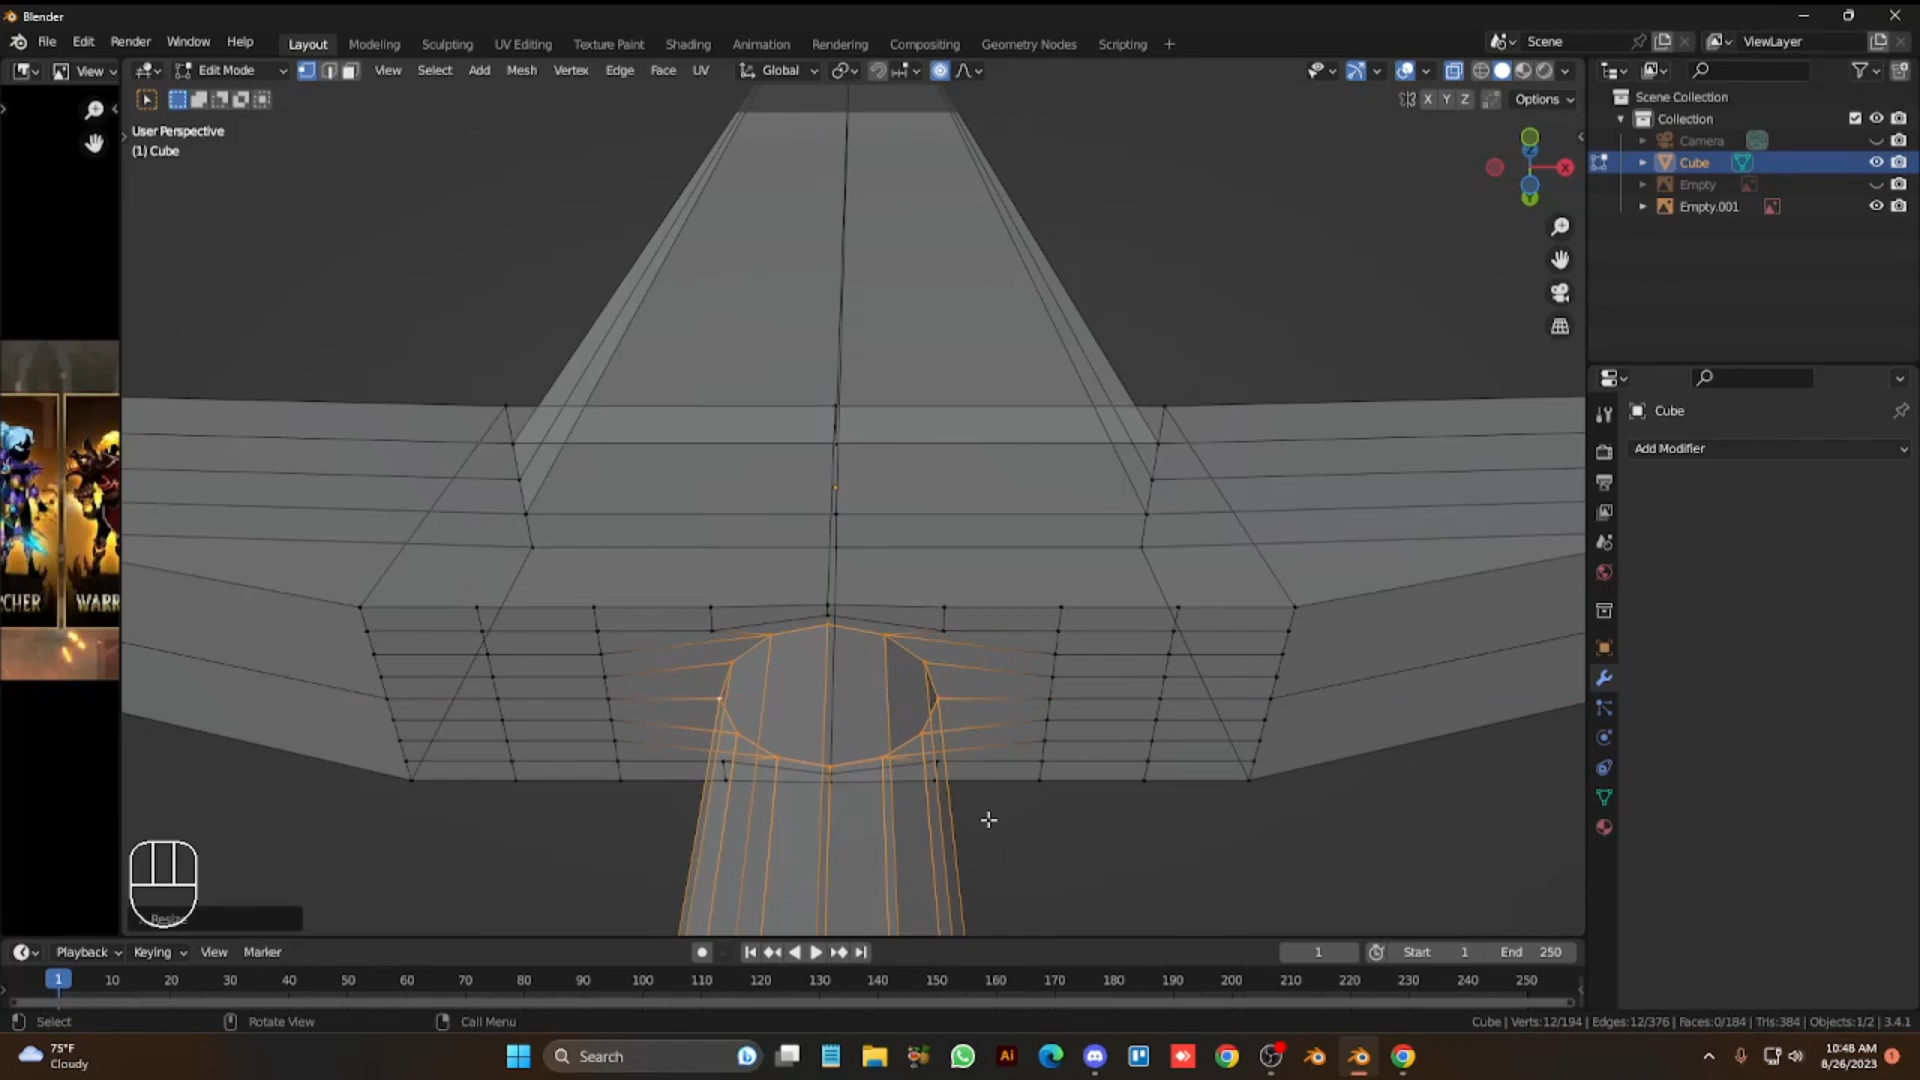 Blender
File Edit Render Window Help Layout Modeling Sculpting UV Editing Texture Paint Shading Animation Rendering Compositing Geometry Nodes Scripting + Scene ViewLayer
View Edit Mode View Select Add Mesh Vertex Edge Face UV Global
X Y Z Options
User Perspective
(1) Cube
Scene Collection
Collection
Camera
Cube
Empty
Empty.001
X
Z
Y
Cube
Add Modifier
CHER WARR
Resize
Playback Keying View Marker 1 Start 1 End 250
1 10 20 30 40 50 60 70 80 90 100 110 120 130 140 150 160 170 180 190 200 210 220 230 240 250
Select Rotate View Call Menu Cube | Verts:12/194 | Edges:12/376 | Faces:0/184 | Tris:384 | Objects:1/2 | 3.4.1
75°F
Cloudy
Search
Ai
10:48 AM
8/26/2023
1